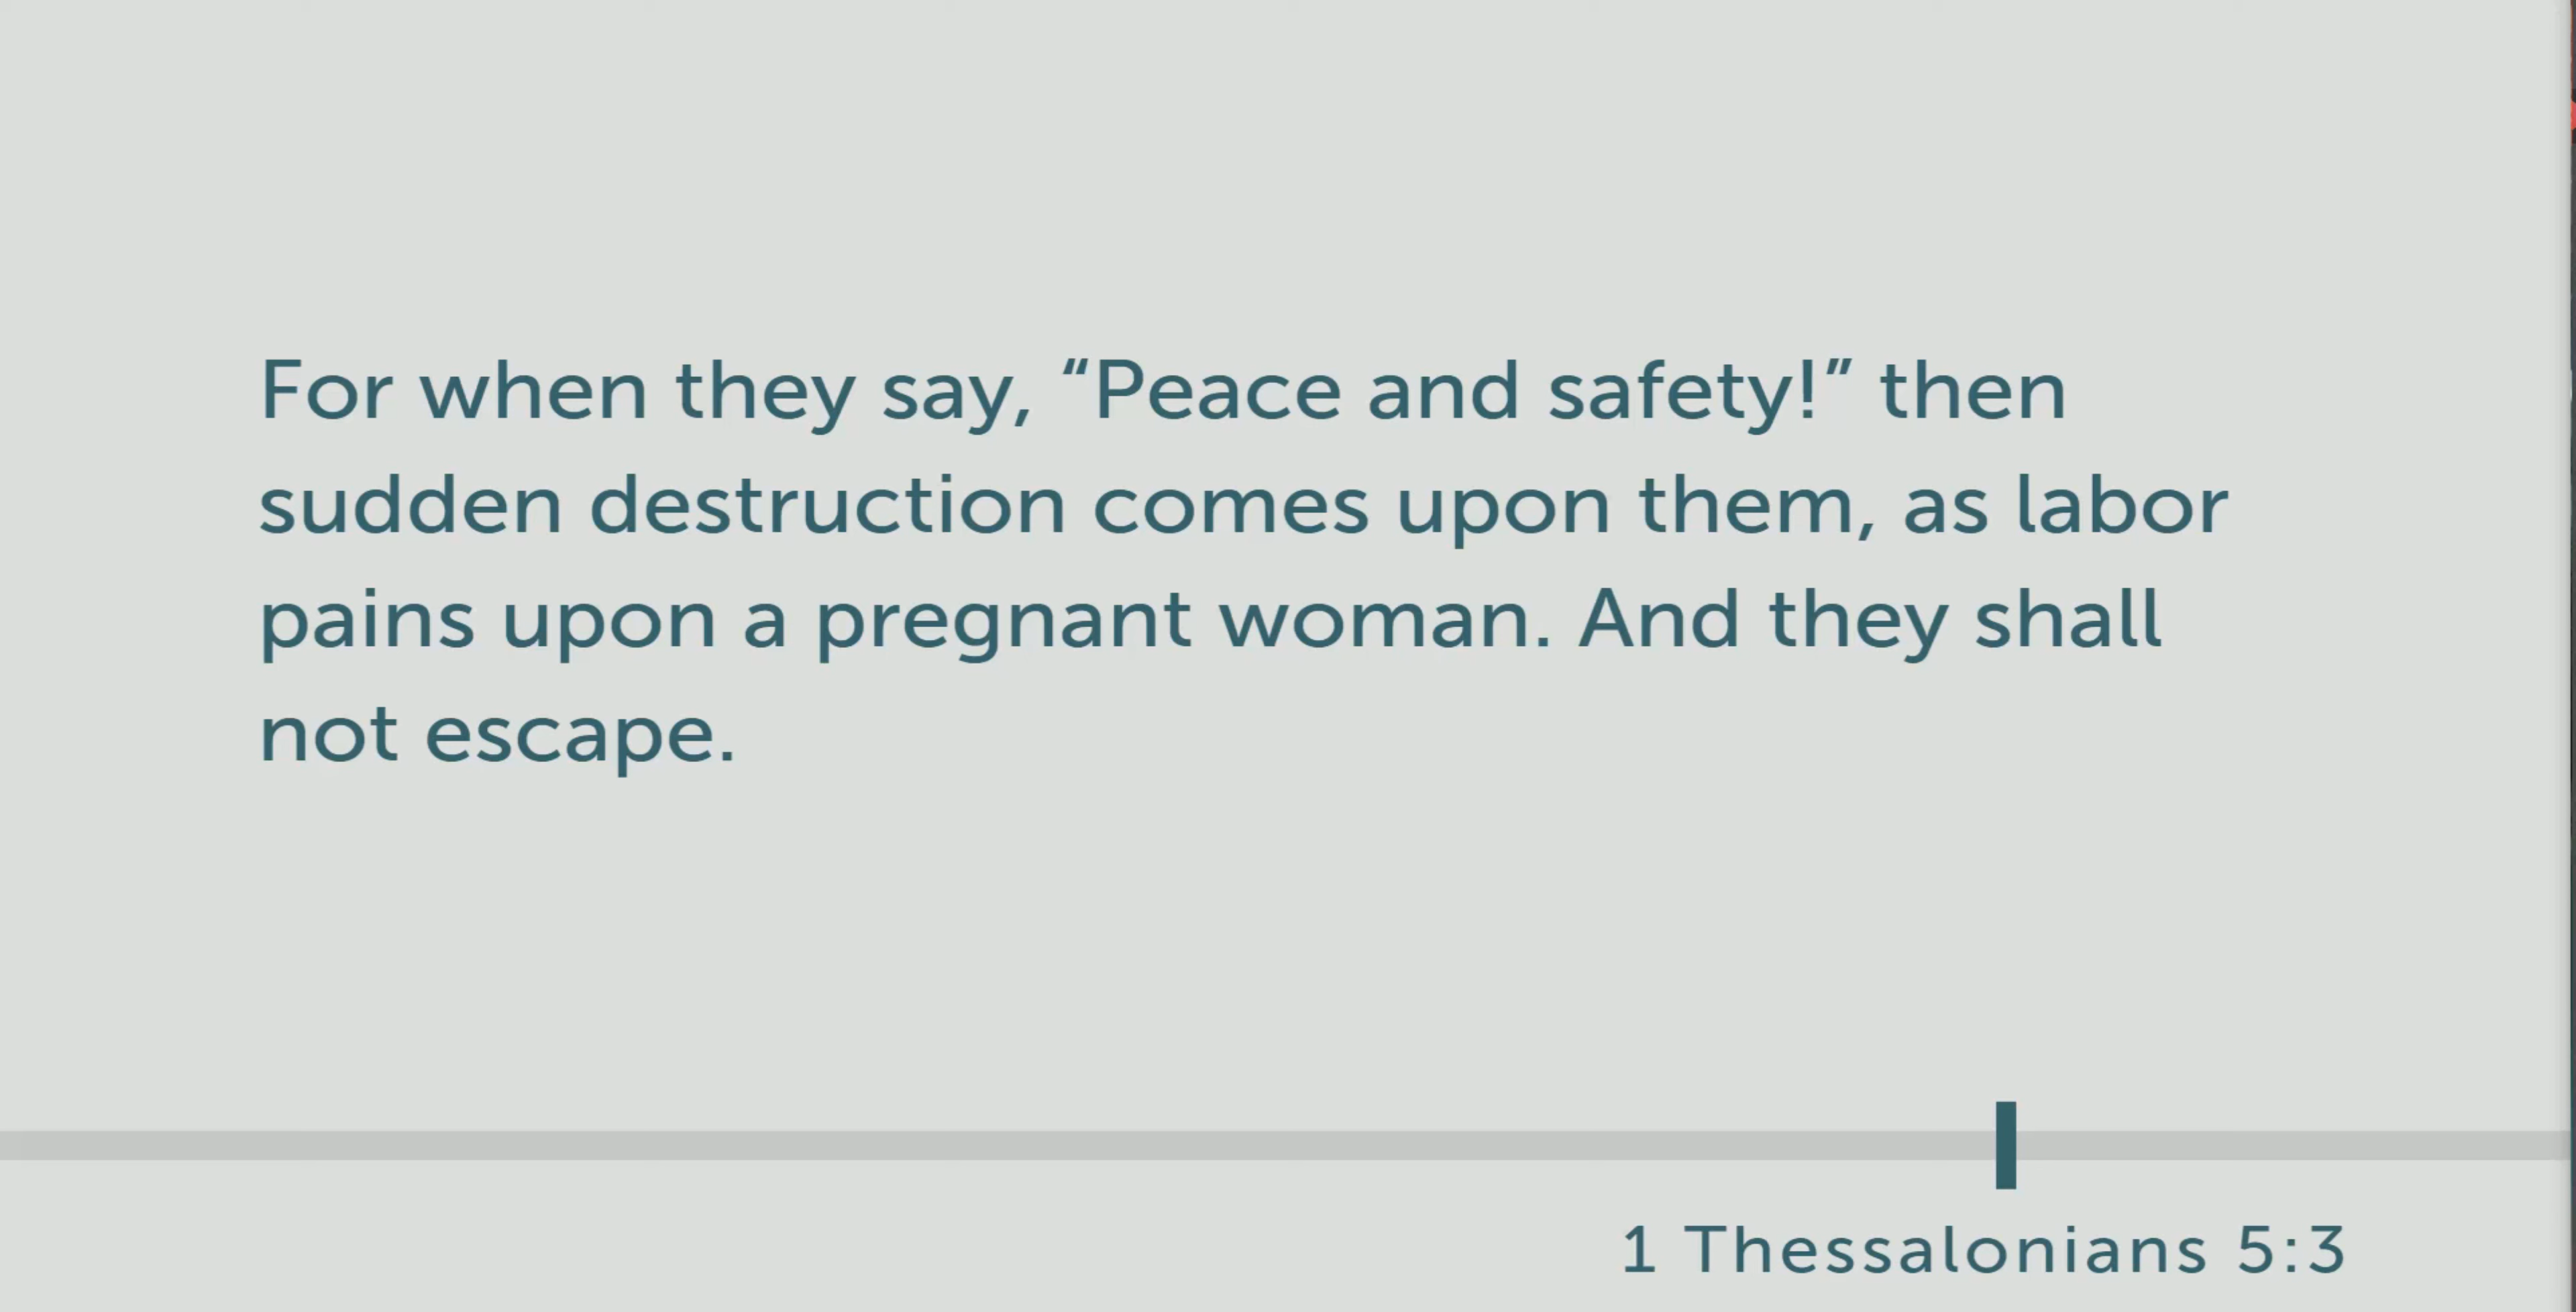 For when they say, “Peace and safety!” then
sudden destruction comes upon them, as labor
pains upon a pregnant woman. And they shall
not escape.
1 Thessalonians 5:3